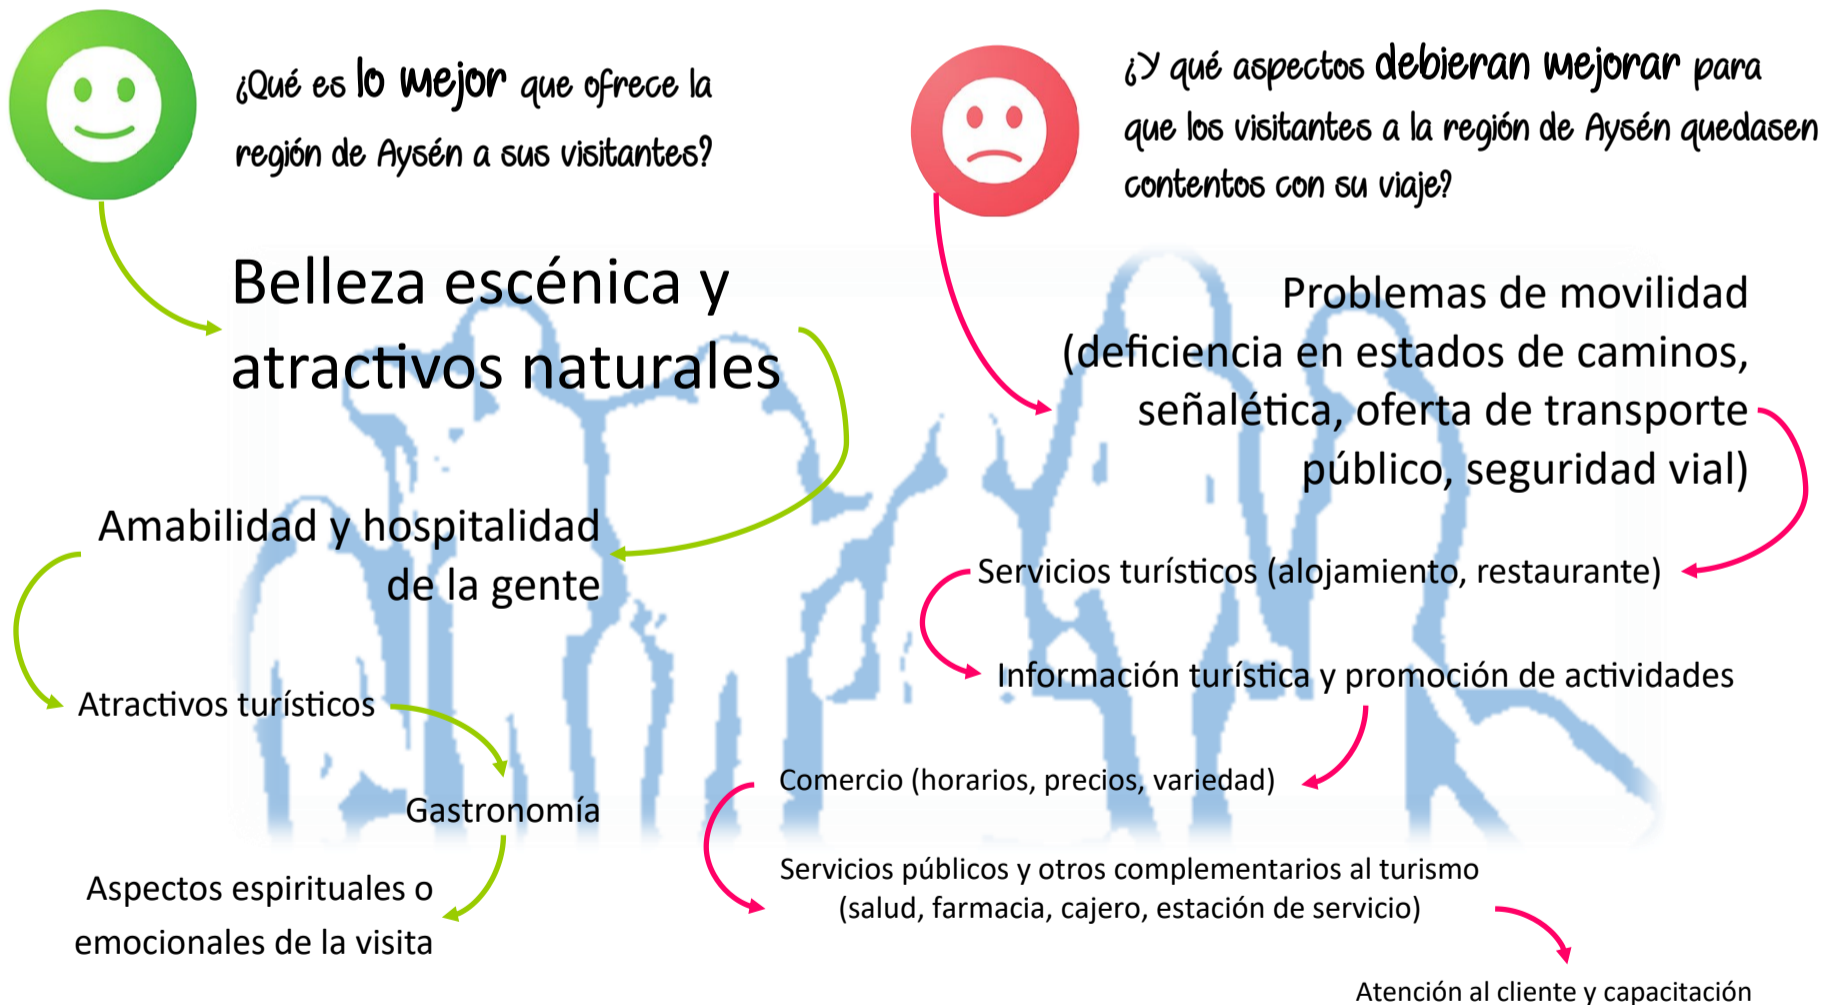 ¿Qué es lo mejor que ofrece la
región de Aysén a sus visitantes?
Belleza escénica y
atractivos naturales
Amabilidad y hospitalidad
de la gente
Atractivos turísticos
Gastronomía
Aspectos espirituales o
emocionales de la visita
¿Y qué aspectos debieran mejorar para
que los visitantes a la región de Aysén quedasen
contentos con su viaje?
Problemas de movilidad
(deficiencia en estados de caminos,
señalética, oferta de transporte
público, seguridad vial)
Servicios turísticos (alojamiento, restaurante)
Información turística y promoción de actividades
Comercio (horarios, precios, variedad)
Servicios públicos y otros complementarios al turismo
(salud, farmacia, cajero, estación de servicio)
Atención al cliente y capacitación